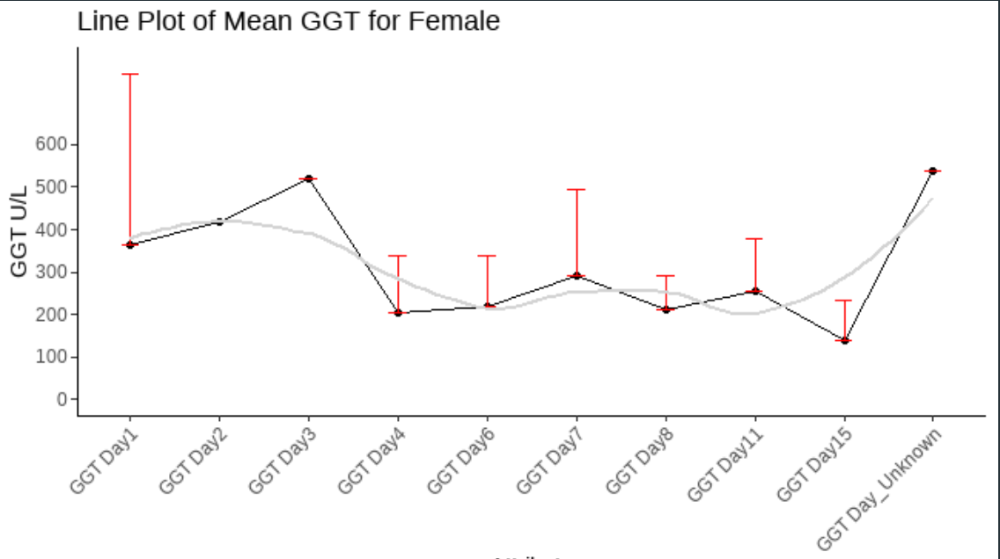 Line Plot of Mean GGT for Female
GGT U/L
600
500
400
300
200
100
0
GGT Day1
GGT Day2
GGT Day3
GGT Day4
GGT Day6
GGT Day7
GGT Day8
GGT Day11
GGT Day15
GGT Day_Unknown